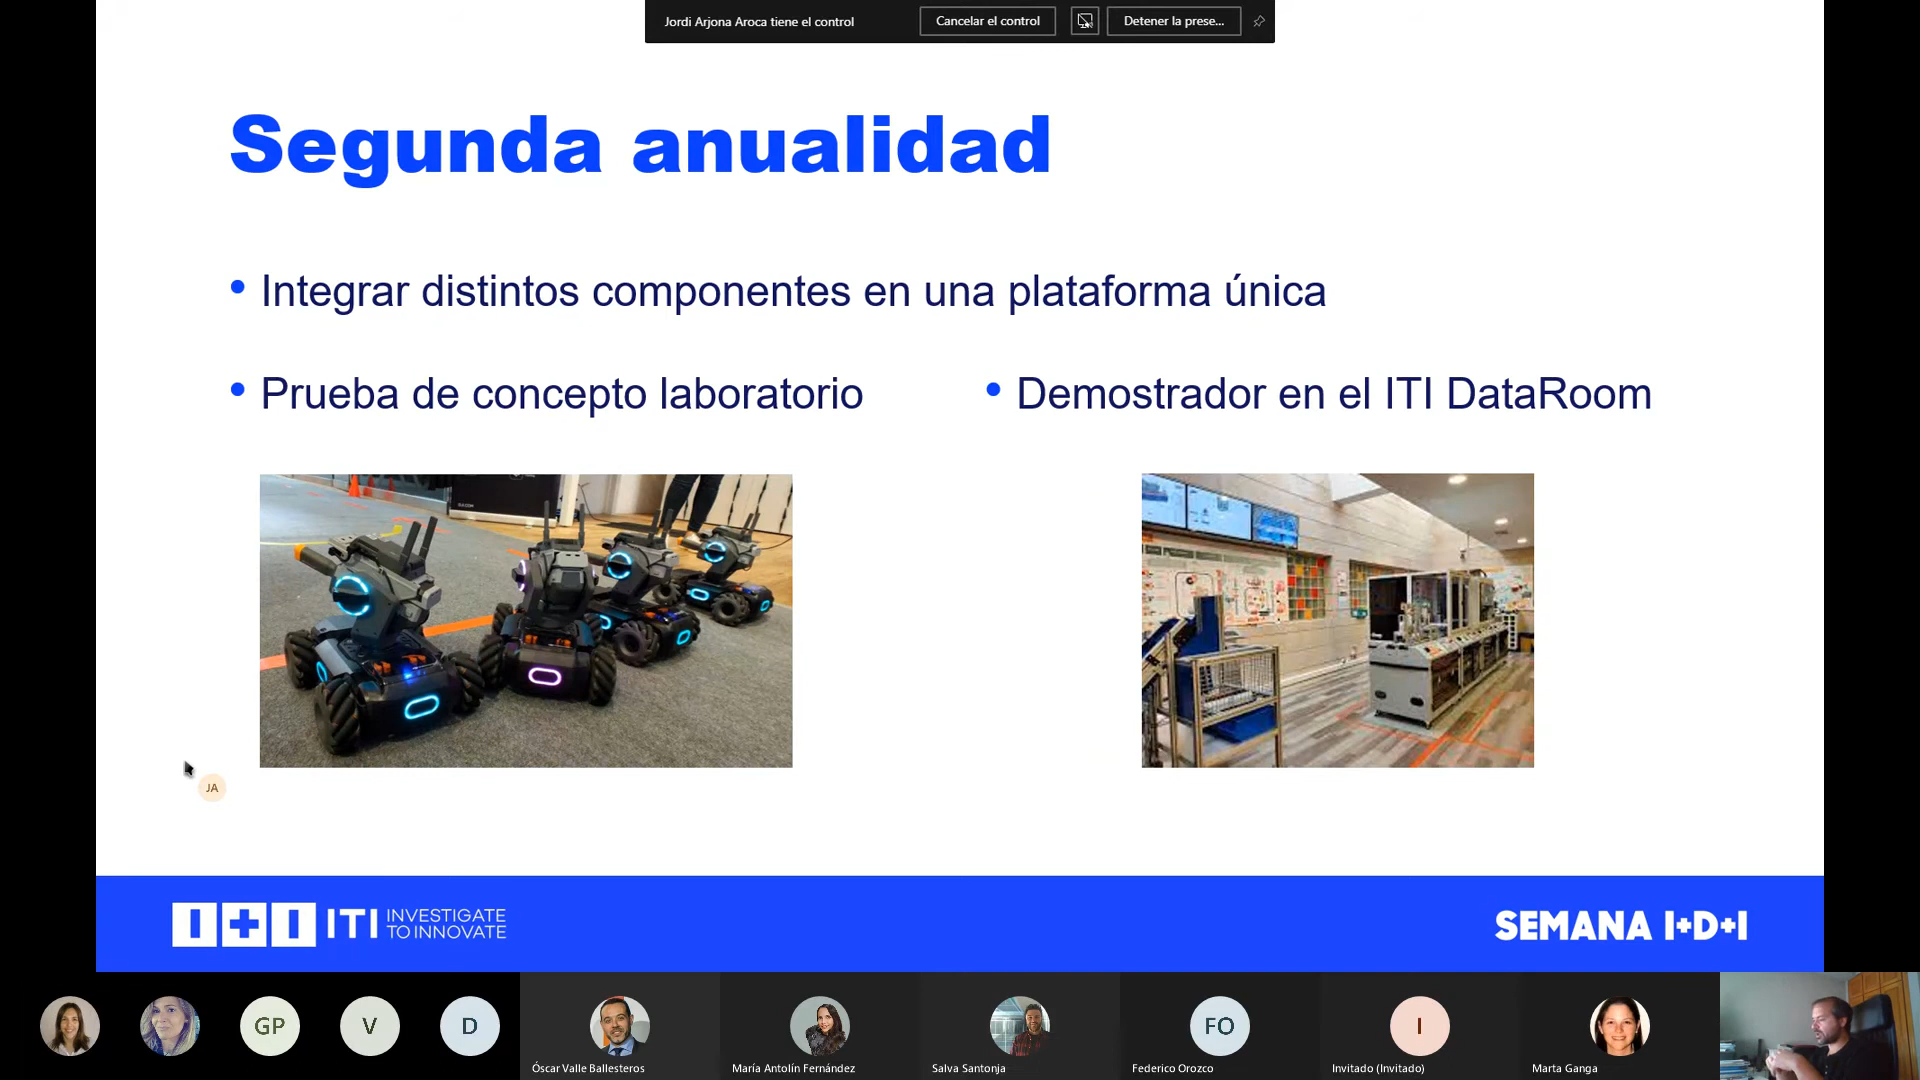 Jordi Arjona Aroca tiene el control
Cancelar el control
Detener la prese...
Segunda anualidad
• Integrar distintos componentes en una plataforma única
• Prueba de concepto laboratorio
• Demostrador en el ITI DataRoom
JA
I+I ITI INVESTIGATE
TO INNOVATE
SEMANA I+D+I
GP
V
D
FO
I
Óscar Valle Ballesteros
María Antolín Fernández
Salva Santonja
Federico Orozco
Invitado (Invitado)
Marta Ganga